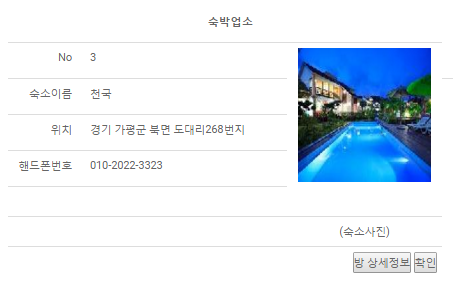 숙박업소
No 3
숙소이름 천국
위치 경기 가평군 북면 도대리268번지
핸드폰번호 010-2022-3323
(숙소사진)
방 상세정보 확인